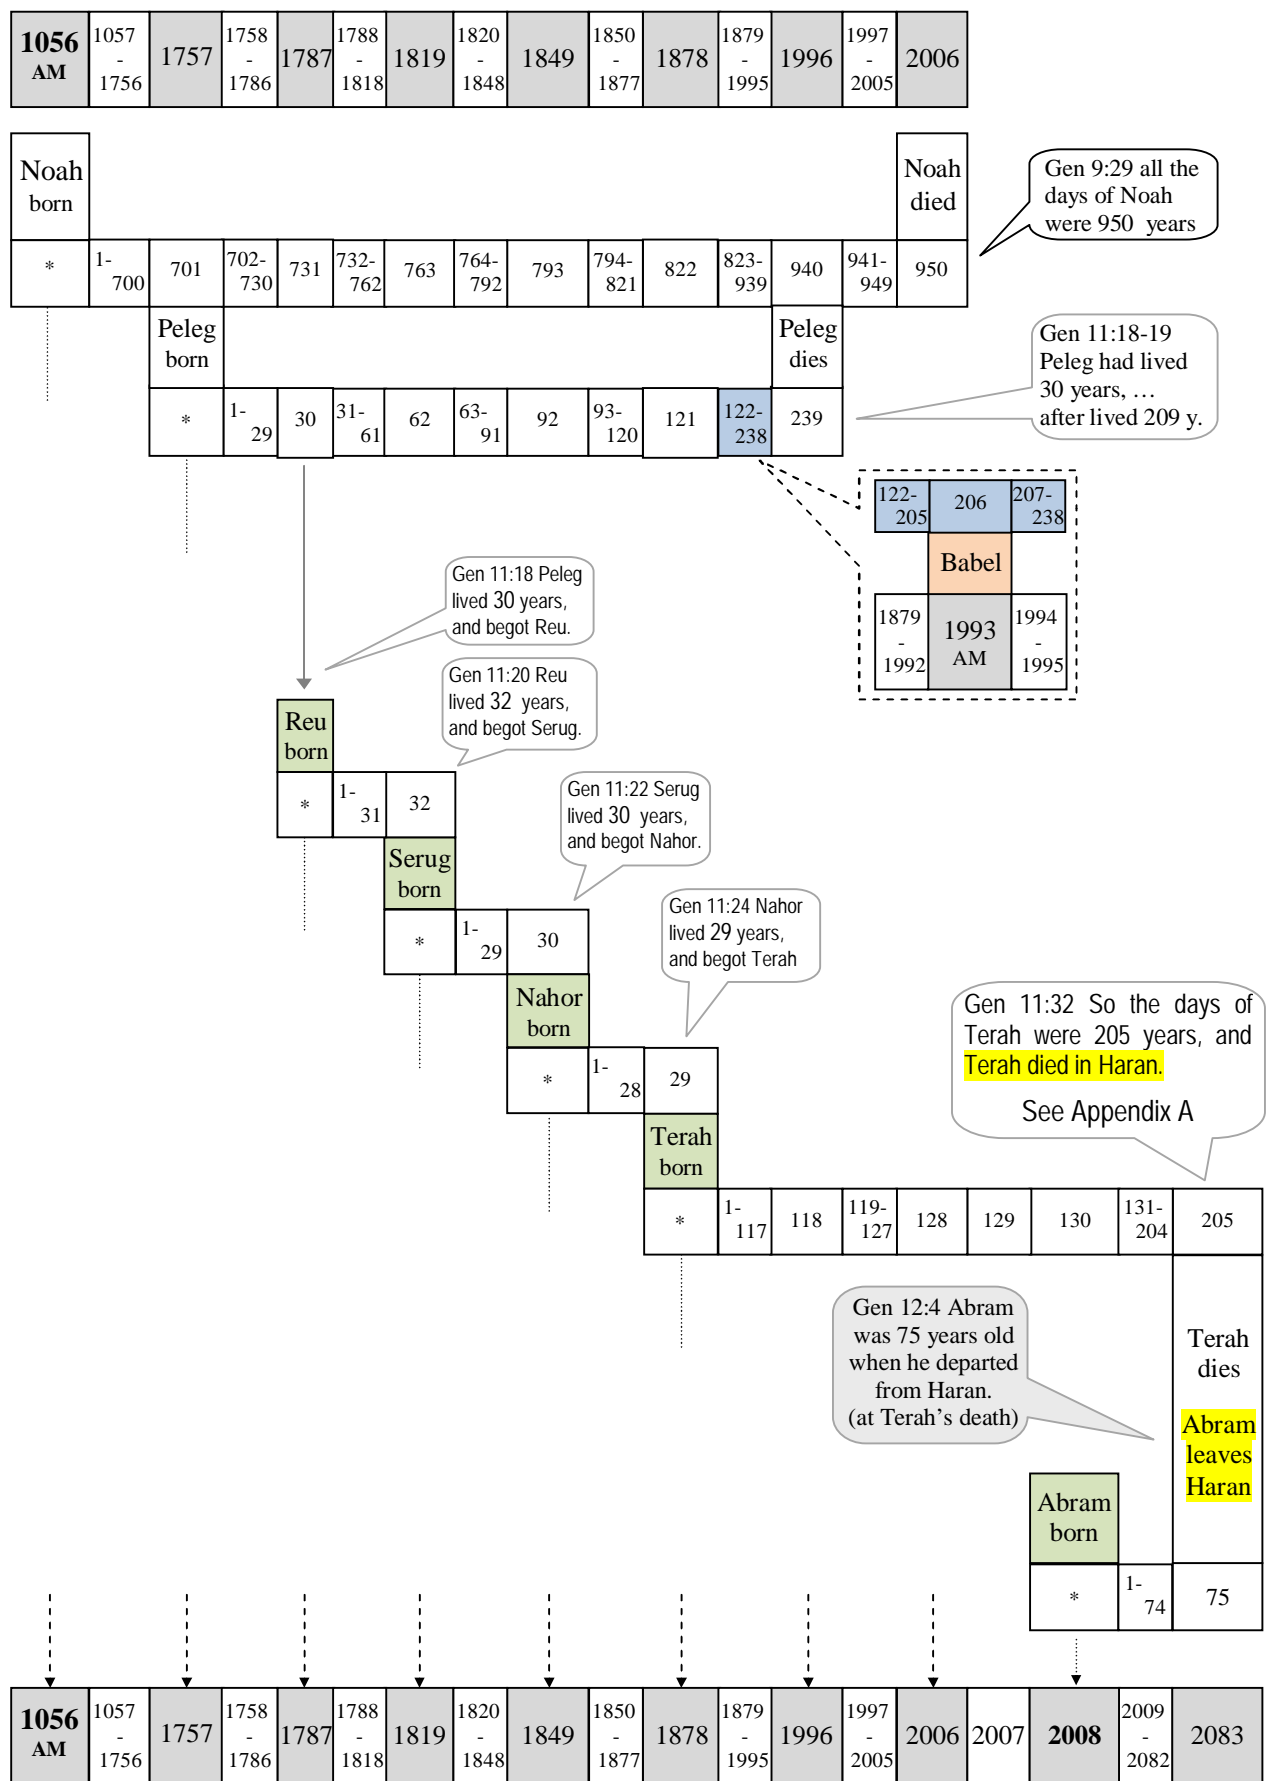 1056 AM
1057 - 1756
1757
1758 - 1786
1787
1788 - 1818
1819
1820 - 1848
1849
1850 - 1877
1878
1879 - 1995
1996
1997 - 2005
2006
Noah
born
Noah
died
Gen 9:29 all the
days of Noah
were 950 years
*
1-700
701
702-730
731
732-762
763
764-792
793
794-821
822
823-939
940
941-949
950
Peleg
born
Peleg
dies
Gen 11:18-19
Peleg had lived
30 years, …
after lived 209 y.
*
1-29
30
31-61
62
63-91
92
93-120
121
122-238
239
122-205
206
207-238
Babel
1879 - 1992
1993 AM
1994 - 1995
Gen 11:18 Peleg
lived 30 years,
and begot Reu.
Gen 11:20 Reu
lived 32 years,
and begot Serug.
Reu
born
*
1-31
32
Gen 11:22 Serug
lived 30 years,
and begot Nahor.
Serug
born
*
1-29
30
Gen 11:24 Nahor
lived 29 years,
and begot Terah
Nahor
born
*
1-28
29
Gen 11:32 So the days of
Terah were 205 years, and
Terah died in Haran.
See Appendix A
Terah
born
*
1-117
118
119-127
128
129
130
131-204
205
Gen 12:4 Abram
was 75 years old
when he departed
from Haran.
(at Terah's death)
Terah
dies
Abram
leaves
Haran
Abram
born
*
1-74
75
1056 AM
1057 - 1756
1757
1758 - 1786
1787
1788 - 1818
1819
1820 - 1848
1849
1850 - 1877
1878
1879 - 1995
1996
1997 - 2005
2006
2007
2008
2009 - 2082
2083